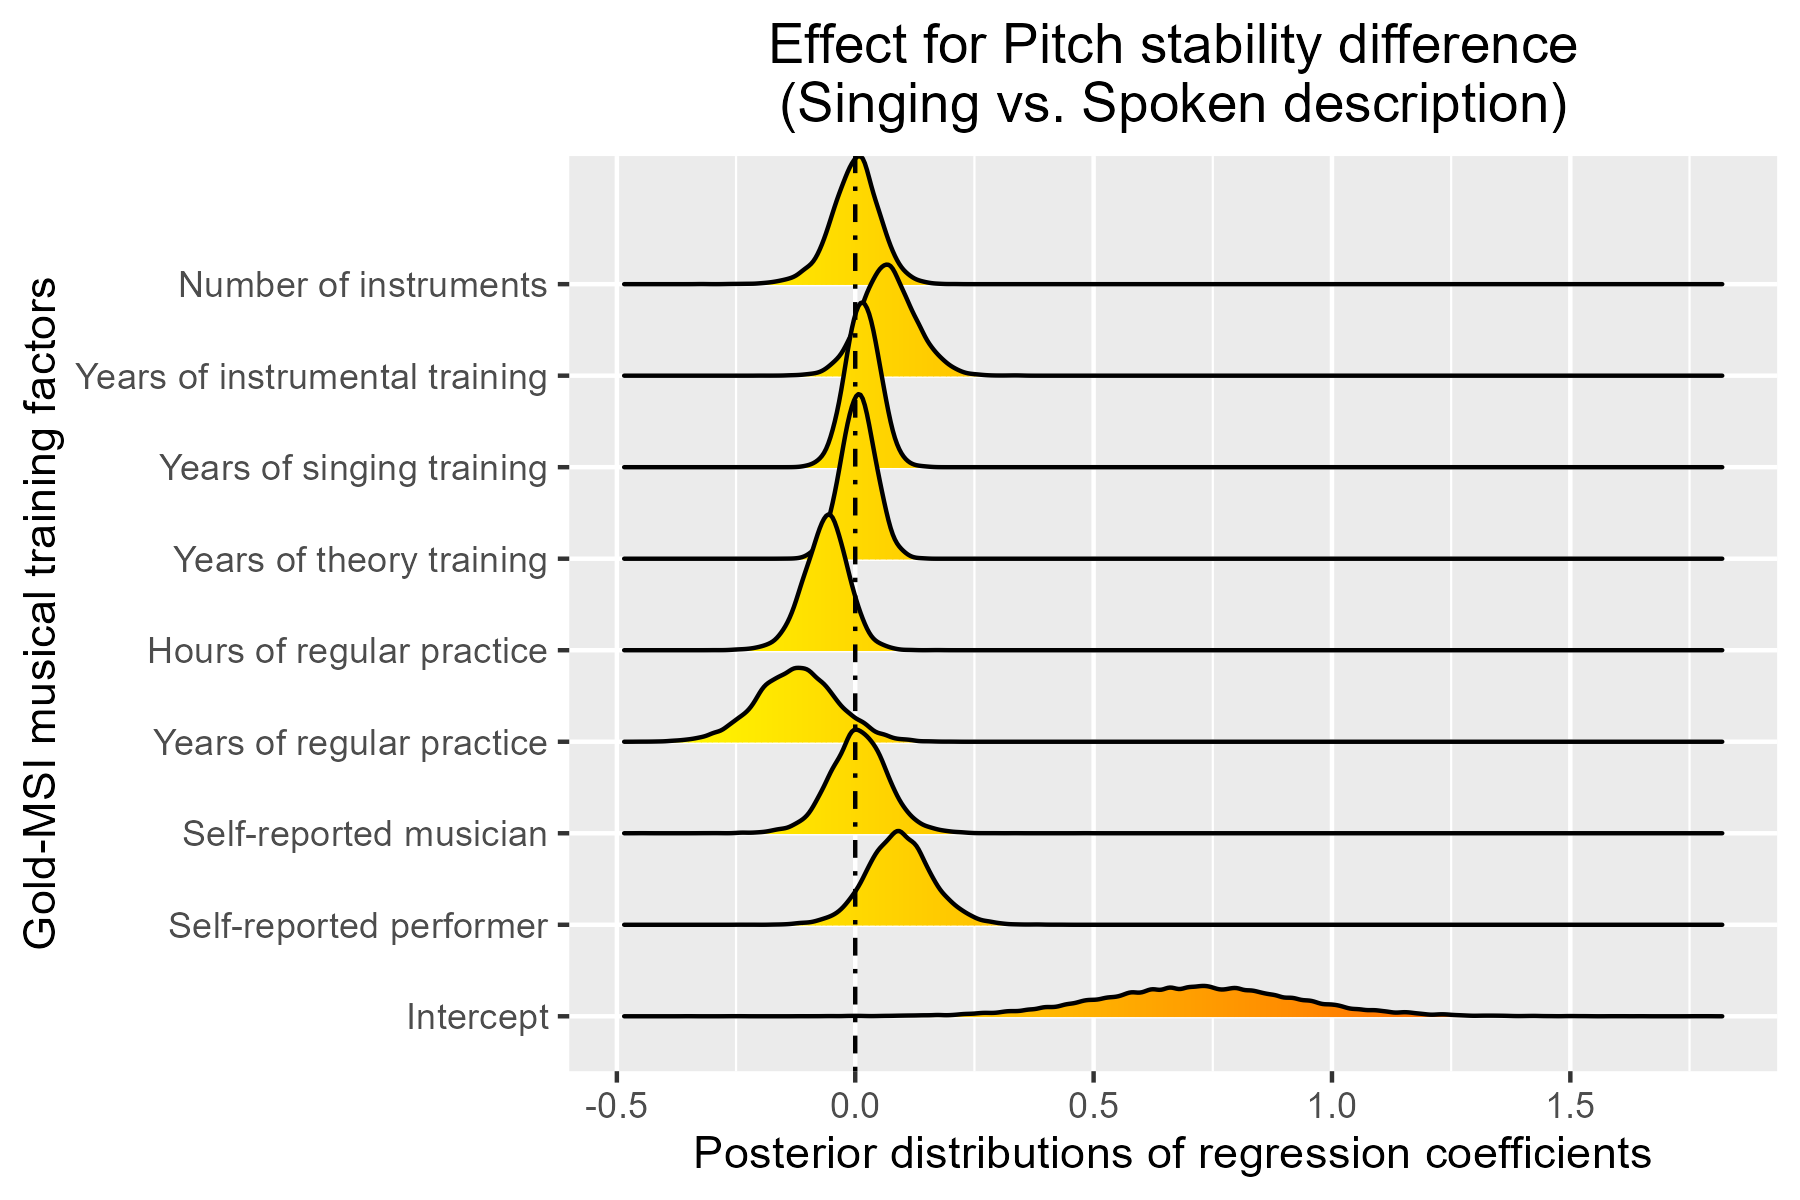 Effect for Pitch stability difference
(Singing vs. Spoken description)
Gold-MSI musical training factors
Number of instruments
Years of instrumental training
Years of singing training
Years of theory training
Hours of regular practice
Years of regular practice
Self-reported musician
Self-reported performer
Intercept
-0.5 0.0 0.5 1.0 1.5
Posterior distributions of regression coefficients